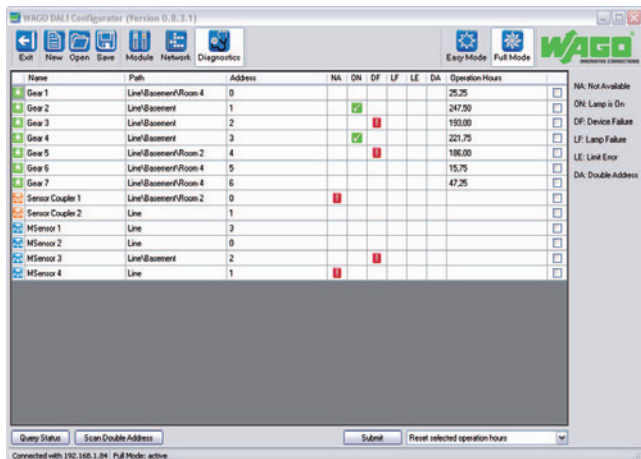 WAGO DALI Configurator (Version 0.8.3.1)
Exit New Open Save Module Network Diagnostics Easy Mode Full Mode WAGO
INNOVATIVE CONNECTIONS
Name Path Address NA ON DF LF LE DA Operation Hours
Gear 1 Line\Basement\Room 4 0 25,25
Gear 2 Line\Basement 1 247,50
Gear 3 Line\Basement 2 ! 193,00
Gear 4 Line\Basement 3 221,75
Gear 5 Line\Basement\Room 2 4 ! 186,00
Gear 6 Line\Basement\Room 4 5 15,75
Gear 7 Line\Basement\Room 4 6 47,25
Sensor Coupler 1 Line\Basement\Room 2 0 !
Sensor Coupler 2 Line 1
MSensor 1 Line 3
MSensor 2 Line 0
MSensor 3 Line\Basement 2 !
MSensor 4 Line 1 !
NA: Not Available
ON: Lamp is On
DF: Device Failure
LF: Lamp Failure
LE: Limit Error
DA: Double Address
Query Status Scan Double Address Submit Reset selected operation hours
Connected with 192.168.1.84 Full Mode: active